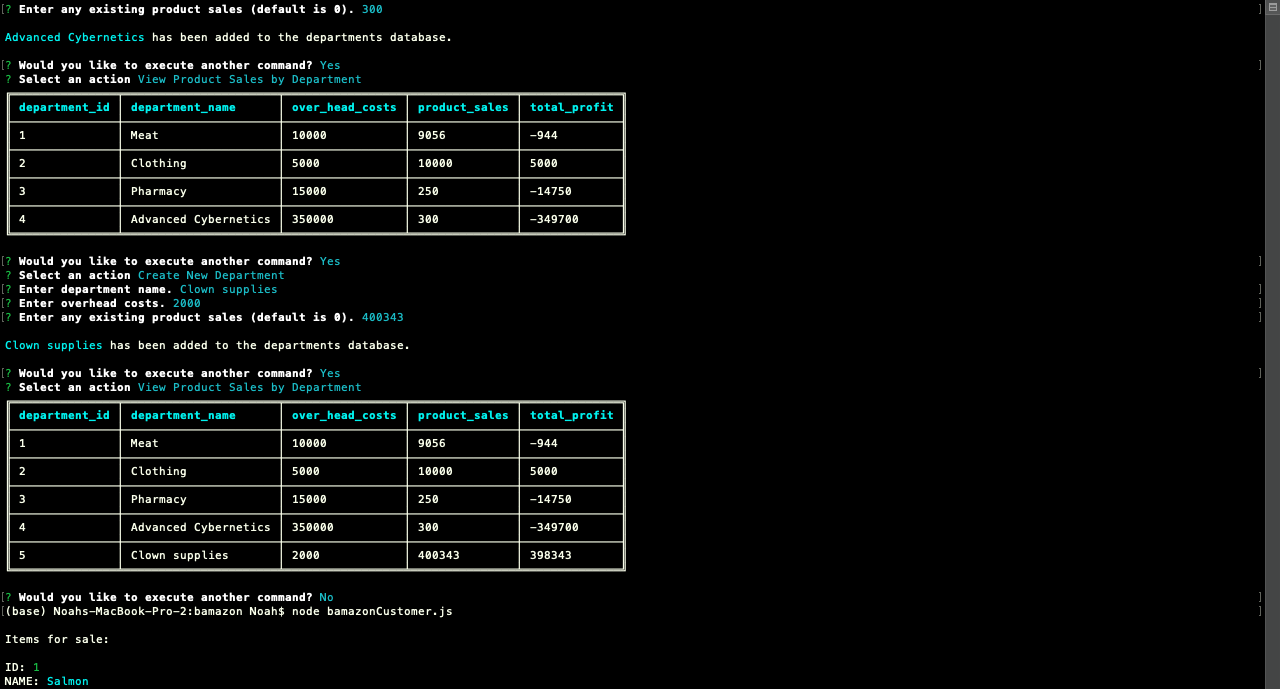 [? Enter any existing product sales (default is 0). 300 ]
Advanced Cybernetics has been added to the departments database.
[? Would you like to execute another command? Yes ]
? Select an action View Product Sales by Department
department_id department_name over_head_costs product_sales total_profit
1 Meat 10000 9056 -944
2 Clothing 5000 10000 5000
3 Pharmacy 15000 250 -14750
4 Advanced Cybernetics 350000 300 -349700
[? Would you like to execute another command? Yes ]
? Select an action Create New Department
[? Enter department name. Clown supplies ]
[? Enter overhead costs. 2000 ]
[? Enter any existing product sales (default is 0). 400343 ]
Clown supplies has been added to the departments database.
[? Would you like to execute another command? Yes ]
? Select an action View Product Sales by Department
department_id department_name over_head_costs product_sales total_profit
1 Meat 10000 9056 -944
2 Clothing 5000 10000 5000
3 Pharmacy 15000 250 -14750
4 Advanced Cybernetics 350000 300 -349700
5 Clown supplies 2000 400343 398343
[? Would you like to execute another command? No ]
[(base) Noahs-MacBook-Pro-2:bamazon Noah$ node bamazonCustomer.js ]
Items for sale:
ID: 1
NAME: Salmon